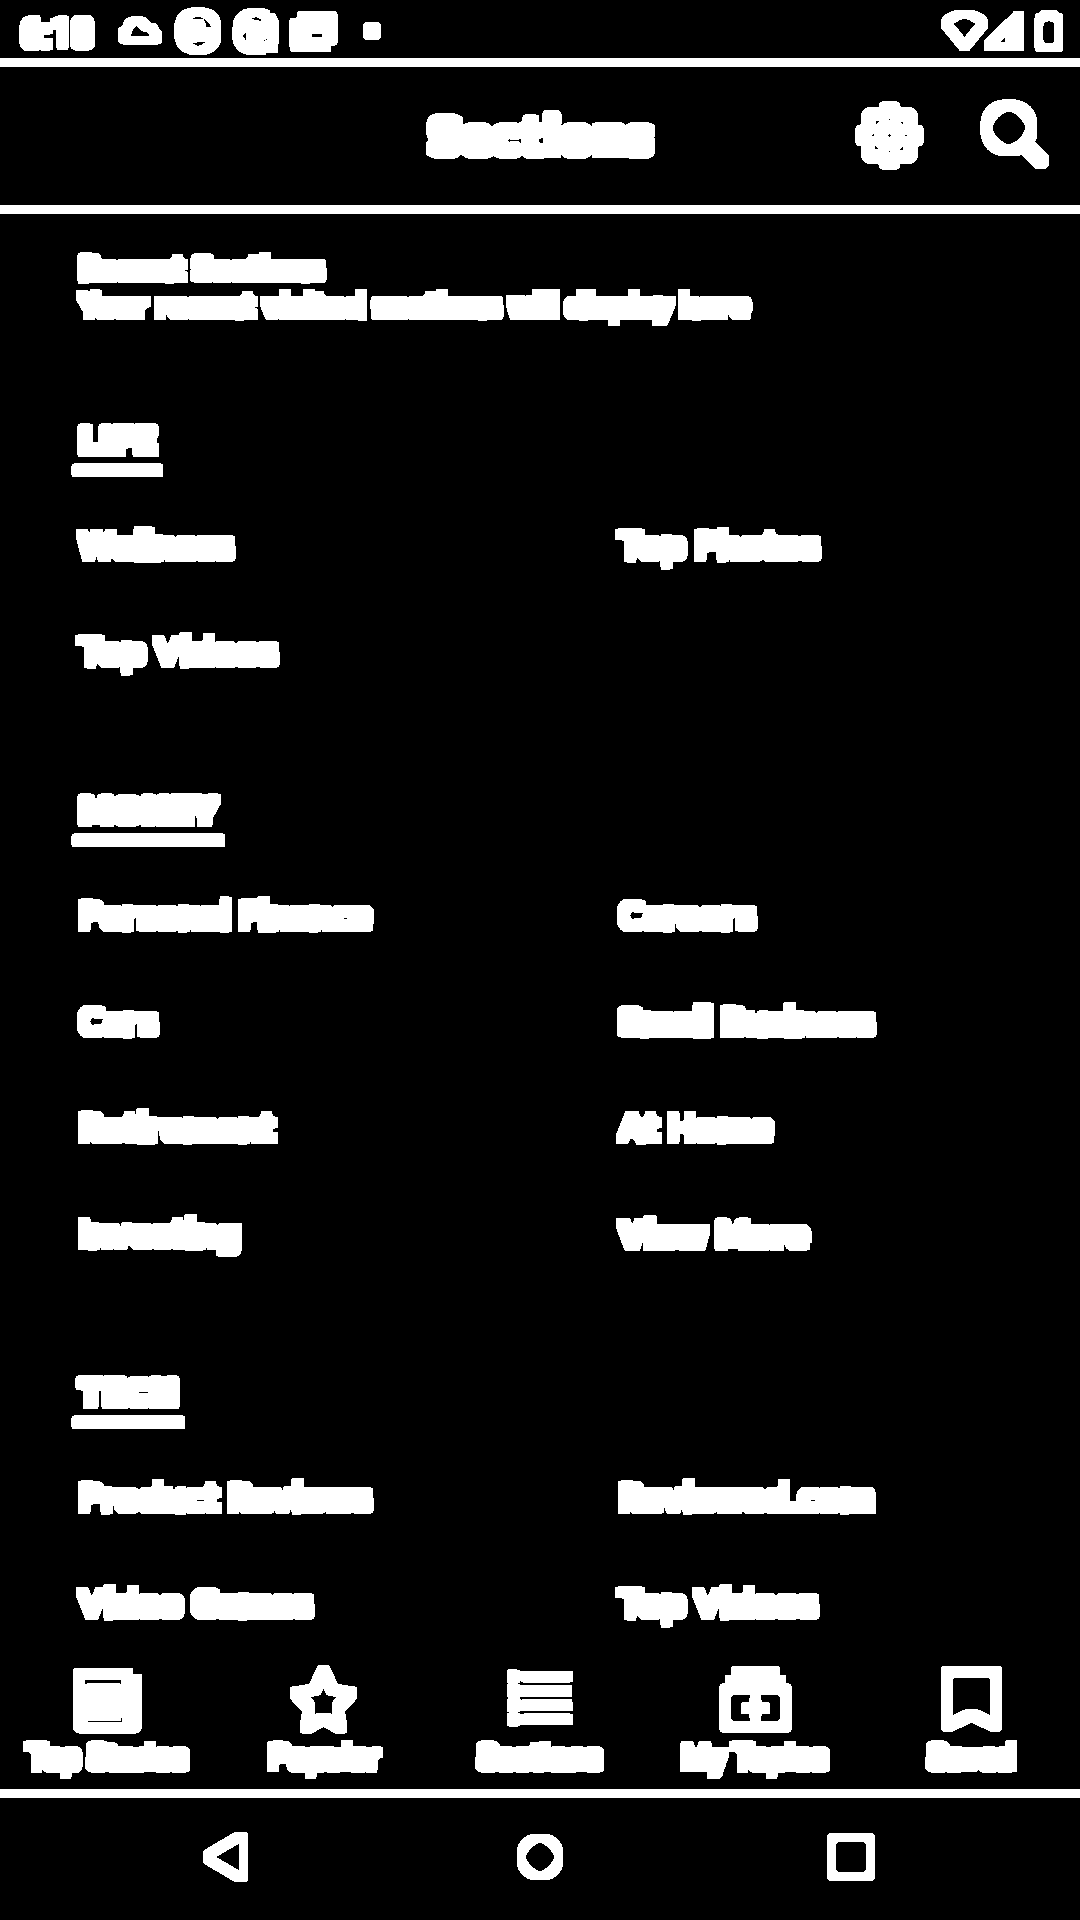 Sections
Recent Sections
Your recent visited sections will display here
LIFE
Wellness
Top Photos
Top Videos
MONEY
Personal Finance
Careers
Cars
Small Business
Retirement
At Home
Investing
View More
TECH
Product Reviews
Reviewed.com
Video Games
Top Videos
Top Stories
Popular
Sections
My Topics
Saved